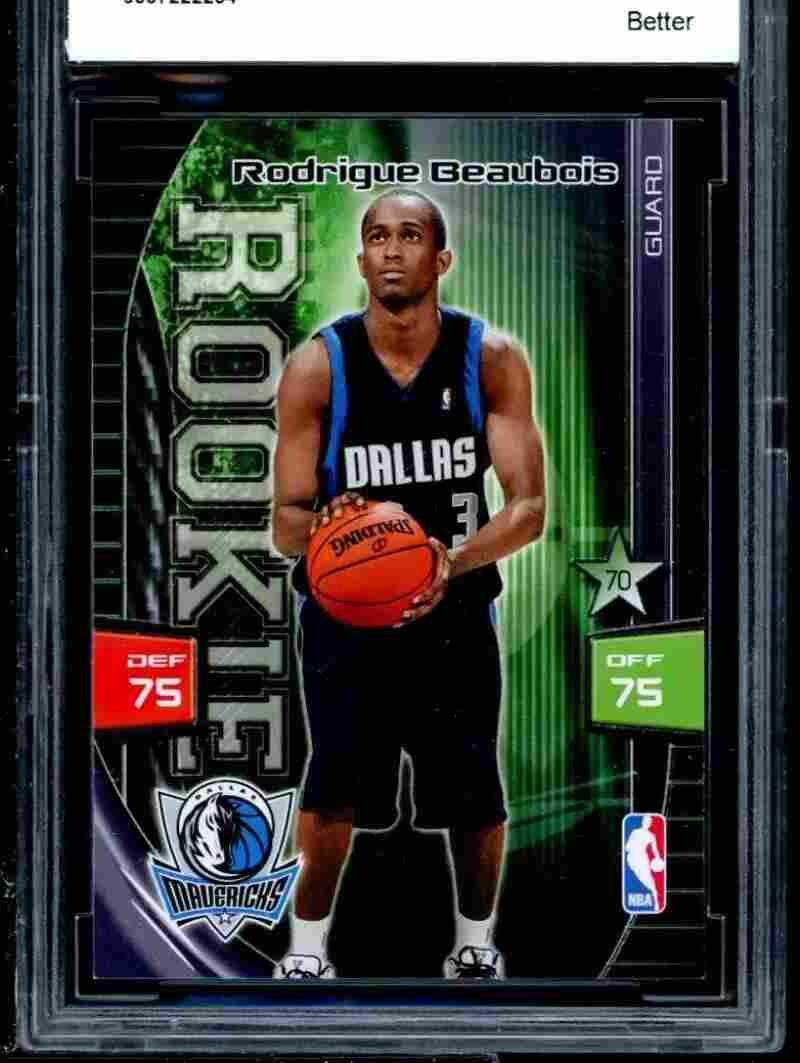 Better
Rodrigue Beaubois
GUARD
ROOKIE
DALLAS
3
SPALDING
70
DEF
75
OFF
75
DALLAS
MAVERICKS
NBA